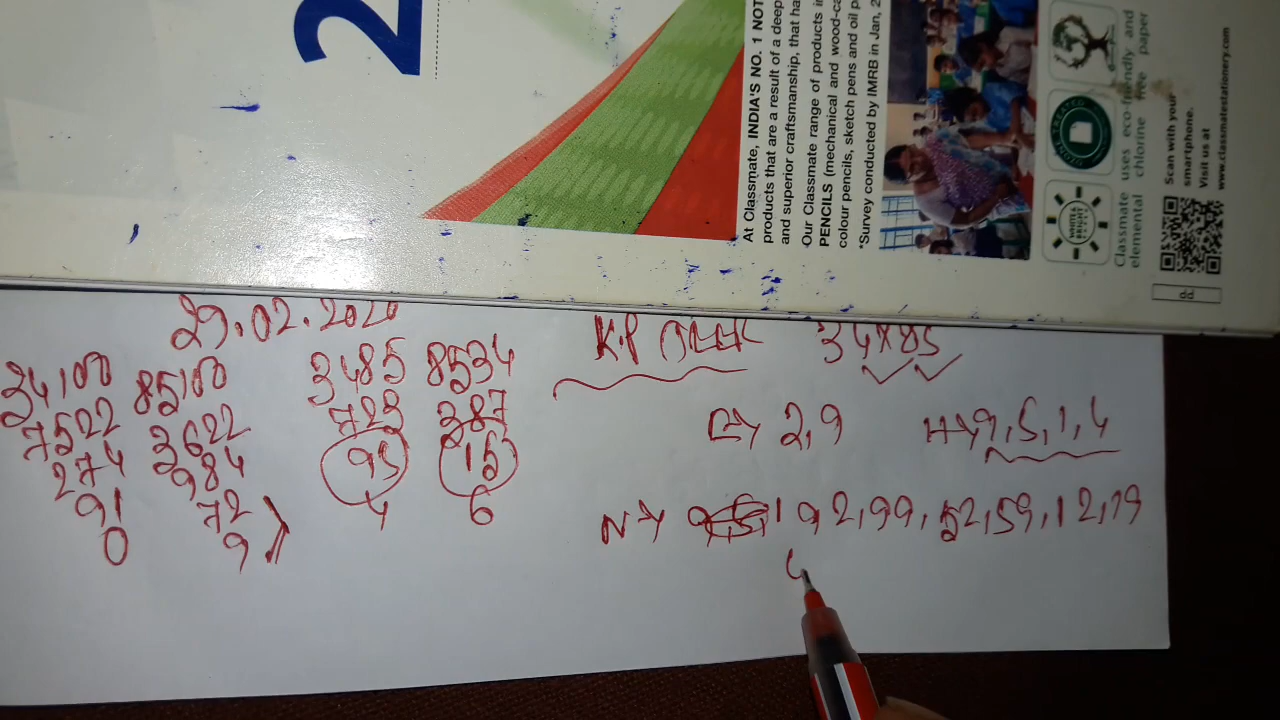 2
At Classmate, INDIA'S NO. 1 NOT
products that are a result of a deep
and superior craftsmanship, that ha
Our Classmate range of products i
PENCILS (mechanical and wood-ca
colour pencils, sketch pens and oil p
*Survey conducted by IMRB in Jan, 2
Classmate uses eco-friendly and
elemental chlorine free paper
Scan with your
smartphone.
Visit us at
www.classmatestationery.com
29.02.2020
34100 85100
7522 3622
274 984
91 72
0 9
3485 8534
723 387
95 15
4 6
K.P 34×85
2,9
H→9,5,1,4
N→ 92,99,52,59,12,19